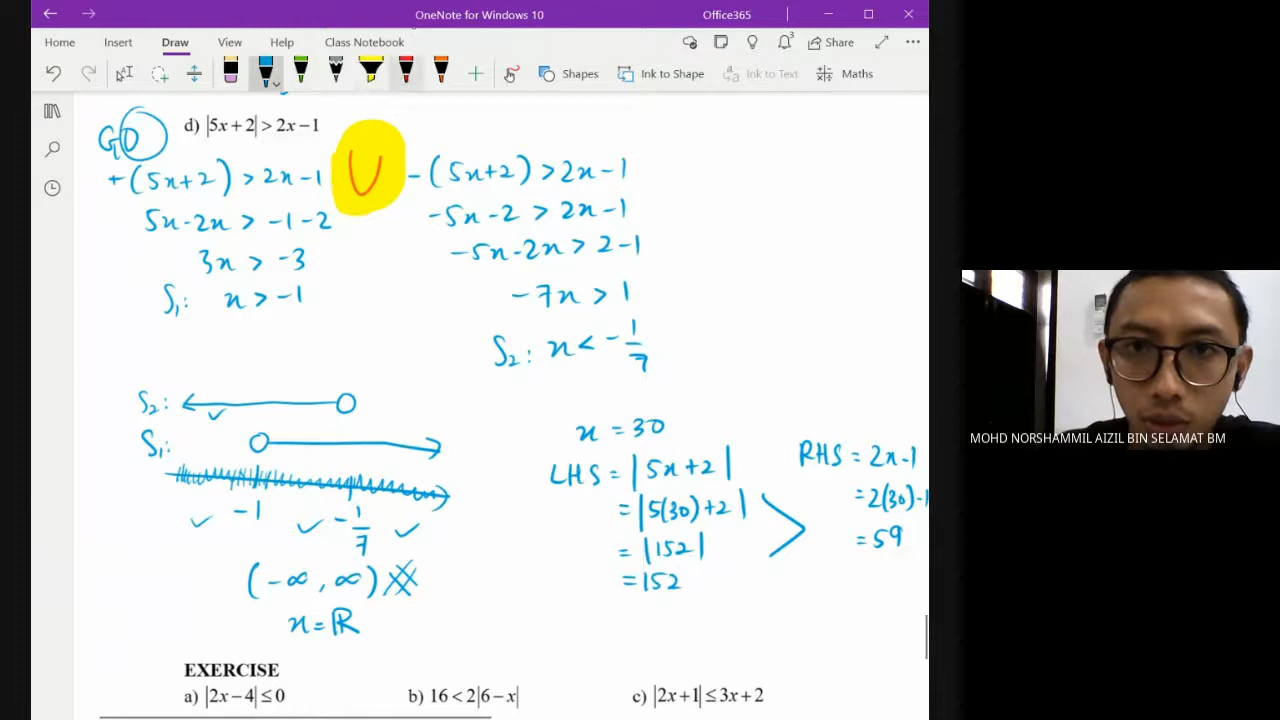 OneNote for Windows 10
Office365
Home Insert Draw View Help Class Notebook
Share
Shapes Ink to Shape Ink to Text Maths
d) |5x+2| > 2x−1
+(5x+2) > 2x-1 U -(5x+2) > 2x-1
5x-2x > -1-2
-5x-2 > 2x-1
3x > -3
-5x-2x > 2-1
S1: x > -1
-7x > 1
S2: x < -1/7
S2:
S1:
-1 -1/7
(-∞, ∞)
x = ℝ
x = 30
LHS = |5x+2|
= |5(30)+2|
= |152|
= 152
>
RHS = 2x-1
= 2(30)-1
= 59
MOHD NORSHAMMIL AIZIL BIN SELAMAT BM
EXERCISE
a) |2x−4| ≤ 0 b) 16 < 2|6−x| c) |2x+1| ≤ 3x+2